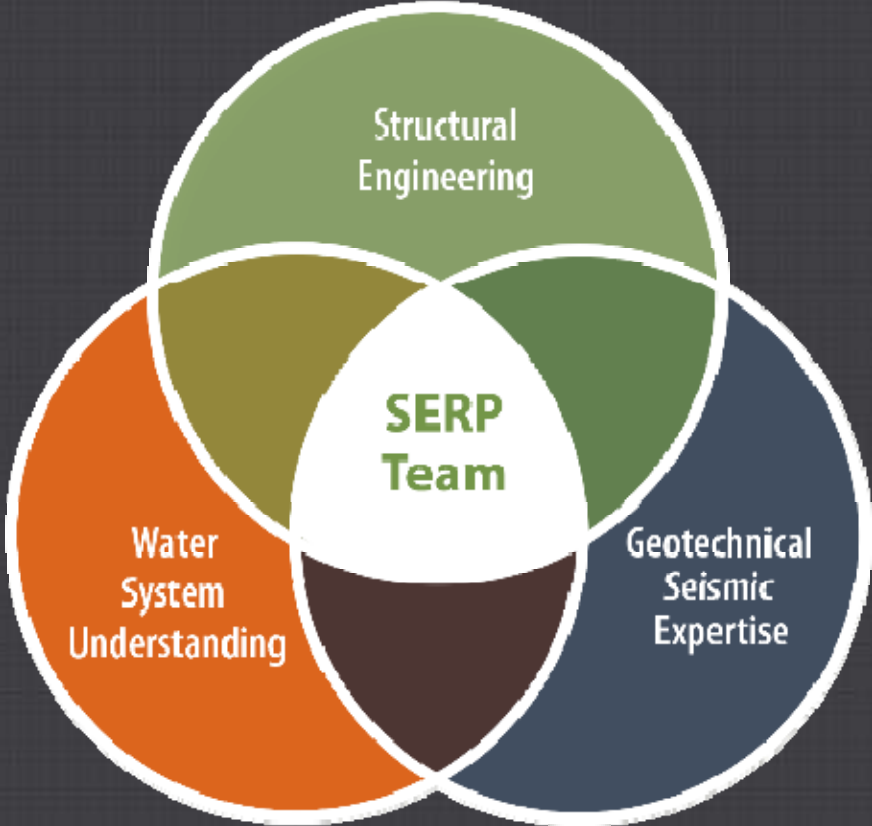 Structural
Engineering
SERP
Team
Water
System
Understanding
Geotechnical
Seismic
Expertise